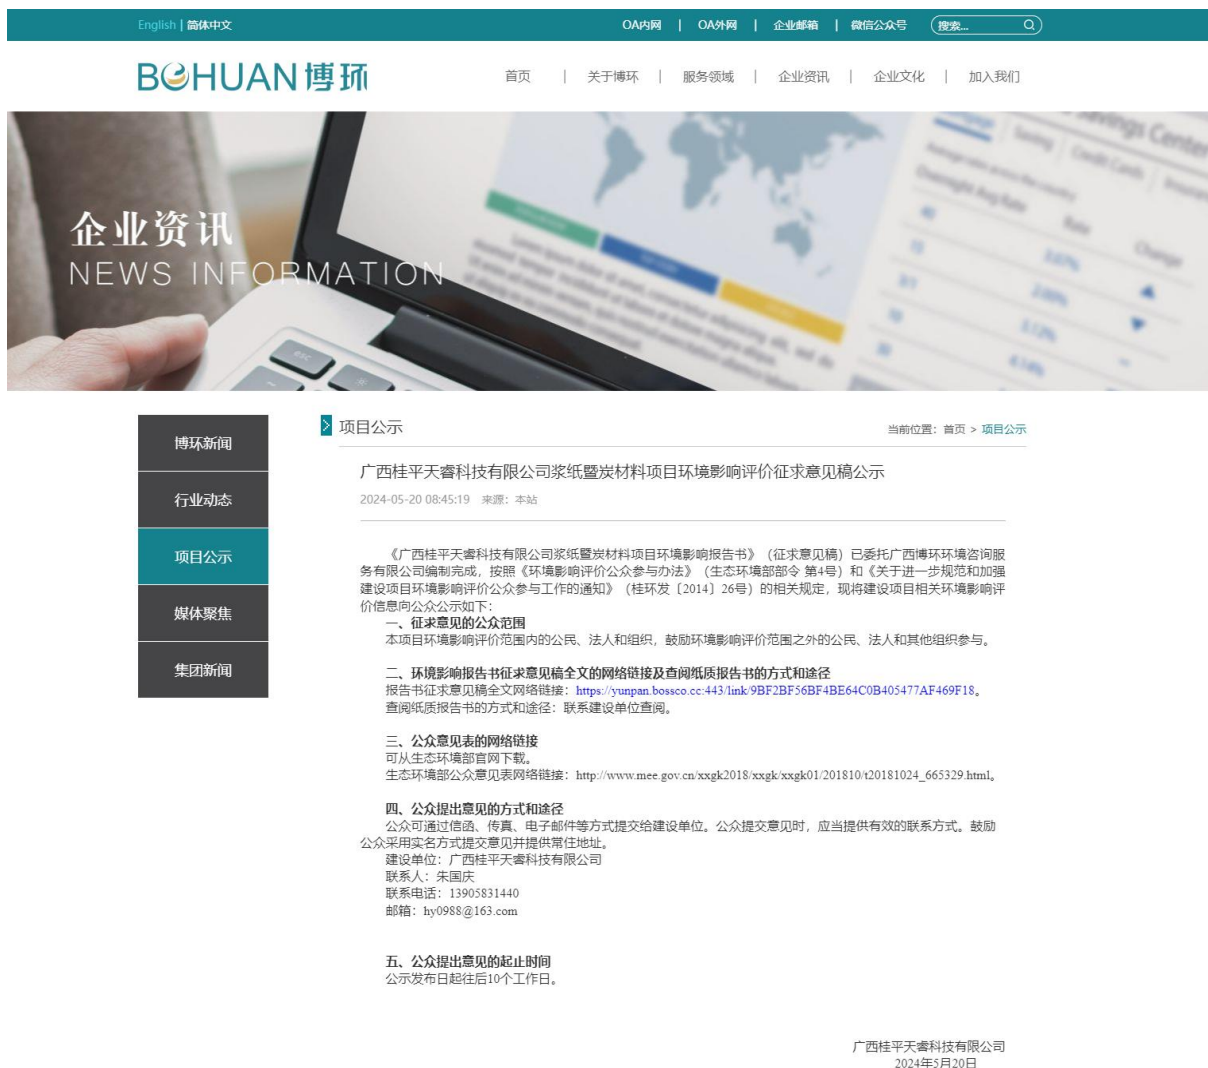 English | 简体中文
OA内网 | OA外网 | 企业邮箱 | 微信公众号 搜索...
BOHUAN 博环
首页 | 关于博环 | 服务领域 | 企业资讯 | 企业文化 | 加入我们
企业资讯
NEWS INFORMATION
Savings Center
Saving
Credit Cards
Overnight Avg Rate
Rate
Change
博环新闻
行业动态
项目公示
媒体聚焦
集团新闻
项目公示
当前位置：首页 > 项目公示
广西桂平天睿科技有限公司浆纸暨炭材料项目环境影响评价征求意见稿公示
2024-05-20 08:45:19 来源：本站
《广西桂平天睿科技有限公司浆纸暨炭材料项目环境影响报告书》（征求意见稿）已委托广西博环环境咨询服
务有限公司编制完成，按照《环境影响评价公众参与办法》（生态环境部部令 第4号）和《关于进一步规范和加强
建设项目环境影响评价公众参与工作的通知》（桂环发〔2014〕26号）的相关规定，现将建设项目相关环境影响评
价信息向公众公示如下：
一、征求意见的公众范围
本项目环境影响评价范围内的公民、法人和组织，鼓励环境影响评价范围之外的公民、法人和其他组织参与。
二、环境影响报告书征求意见稿全文的网络链接及查阅纸质报告书的方式和途径
报告书征求意见稿全文网络链接：https://yunpan.bossco.cc:443/link/9BF2BF56BF4BE64C0B405477AF469F18。
查阅纸质报告书的方式和途径：联系建设单位查阅。
三、公众意见表的网络链接
可从生态环境部官网下载。
生态环境部公众意见表网络链接：http://www.mee.gov.cn/xxgk2018/xxgk/xxgk01/201810/t20181024_665329.html。
四、公众提出意见的方式和途径
公众可通过信函、传真、电子邮件等方式提交给建设单位。公众提交意见时，应当提供有效的联系方式。鼓励
公众采用实名方式提交意见并提供常住地址。
建设单位：广西桂平天睿科技有限公司
联系人：朱国庆
联系电话：13905831440
邮箱：hy0988@163.com
五、公众提出意见的起止时间
公示发布日起往后10个工作日。
广西桂平天睿科技有限公司
2024年5月20日